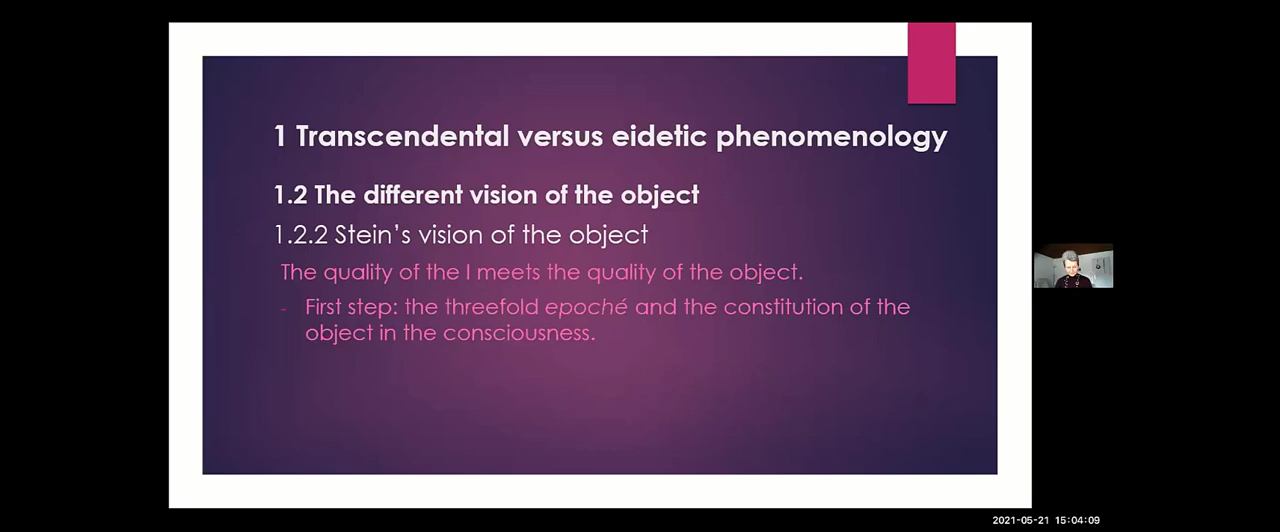 1 Transcendental versus eidetic phenomenology
1.2 The different vision of the object
1.2.2 Stein's vision of the object
The quality of the I meets the quality of the object.
- First step: the threefold epoché and the constitution of the
object in the consciousness.
2021-05-21 15:04:09